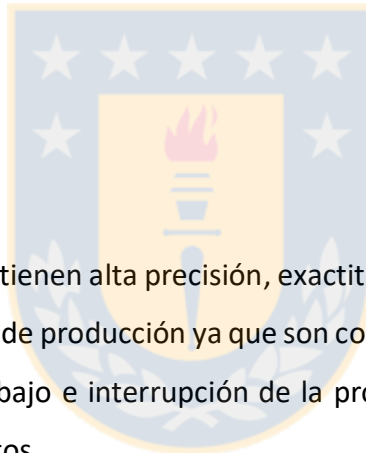 tienen alta precisión, exactit
de producción ya que son co
bajo e interrupción de la pro